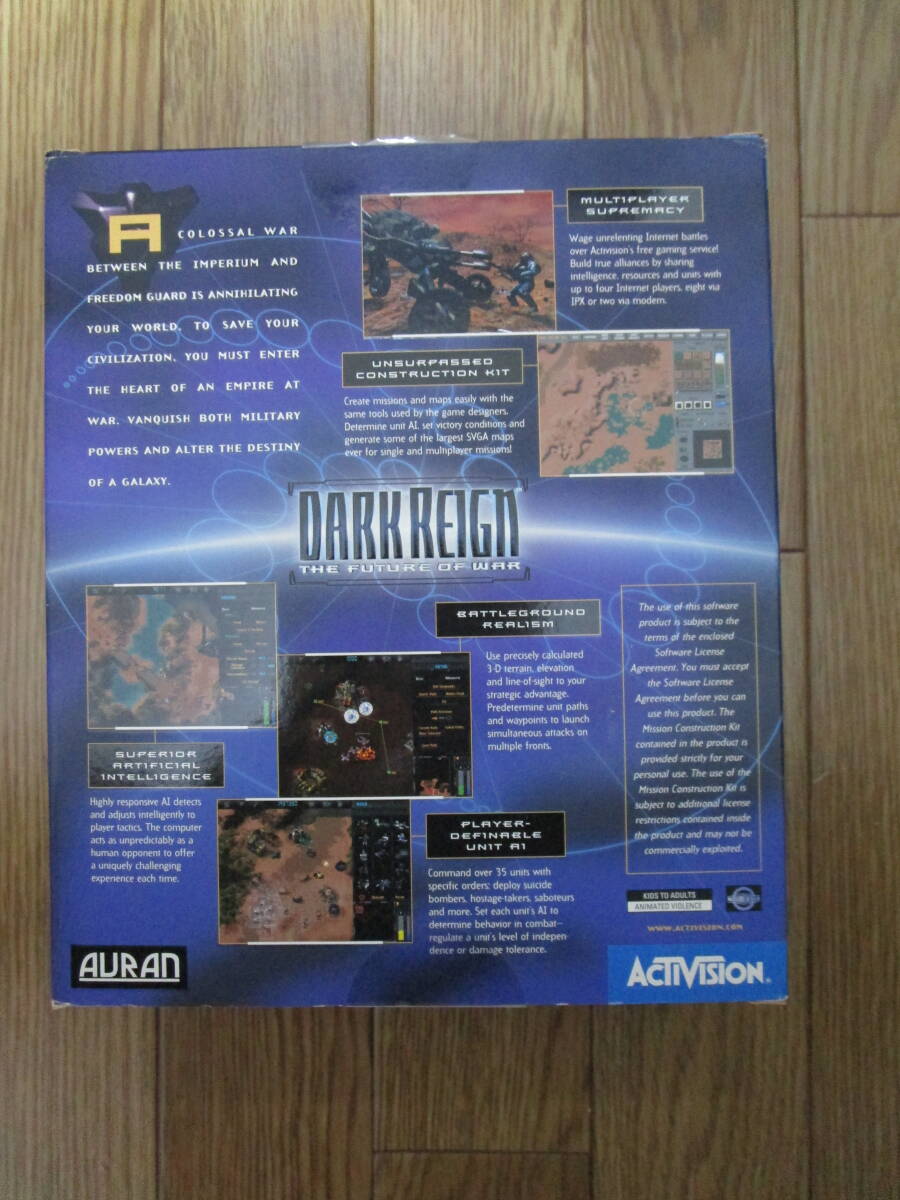 A COLOSSAL WAR
BETWEEN THE IMPERIUM AND
FREEDOM GUARD IS ANNIHILATING
YOUR WORLD. TO SAVE YOUR
CIVILIZATION, YOU MUST ENTER
THE HEART OF AN EMPIRE AT
WAR, VANQUISH BOTH MILITARY
POWERS AND ALTER THE DESTINY
OF A GALAXY.
MULTIPLAYER
SUPREMACY
Wage unrelenting Internet battles
over Activision's free gaming service!
Build true alliances by sharing
intelligence, resources and units with
up to four Internet players, eight via
IPX or two via modem.
UNSURPASSED
CONSTRUCTION KIT
Create missions and maps easily with the
same tools used by the game designers.
Determine unit AI, set victory conditions and
generate some of the largest SVGA maps
ever for single and multiplayer missions!
DARK REIGN
THE FUTURE OF WAR
BATTLEGROUND
REALISM
Use precisely calculated
3-D terrain, elevation
and line-of-sight to your
strategic advantage.
Predetermine unit paths
and waypoints to launch
simultaneous attacks on
multiple fronts.
SUPERIOR
ARTIFICIAL
INTELLIGENCE
Highly responsive AI detects
and adjusts intelligently to
player tactics. The computer
acts as unpredictably as a
human opponent to offer
a uniquely challenging
experience each time.
PLAYER-
DEFINABLE
UNIT AI
Command over 35 units with
specific orders; deploy suicide
bombers, hostage-takers, saboteurs
and more. Set each unit's AI to
determine behavior in combat–
regulate a unit's level of indepen-
dence or damage tolerance.
The use of this software
product is subject to the
terms of the enclosed
Software License
Agreement. You must accept
the Software License
Agreement before you can
use this product. The
Mission Construction Kit
contained in the product is
provided strictly for your
personal use. The use of the
Mission Construction Kit is
subject to additional license
restrictions contained inside
the product and may not be
commercially exploited.
KIDS TO ADULTS
ANIMATED VIOLENCE
WWW.ACTIVISION.COM
AURAN
ACTIVISION®